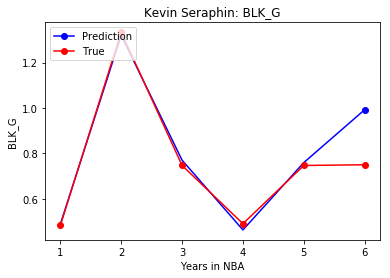 Kevin Seraphin: BLK_G
Prediction
True
1.2
1.0
0.8
0.6
BLK_G
1 2 3 4 5 6
Years in NBA